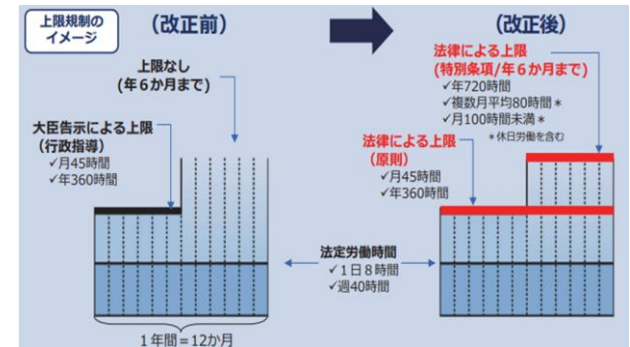 上限規制の
イメージ
(改正前)
上限なし
(年6か月まで)
大臣告示による上限
(行政指導)
✓月45時間
✓年360時間
1年間=12か月
法定労働時間
✓1日8時間
✓週40時間
(改正後)
法律による上限
(特別条項/年6か月まで)
✓年720時間
✓複数月平均80時間*
✓月100時間未満*
*休日労働を含む
法律による上限
(原則)
✓月45時間
✓年360時間